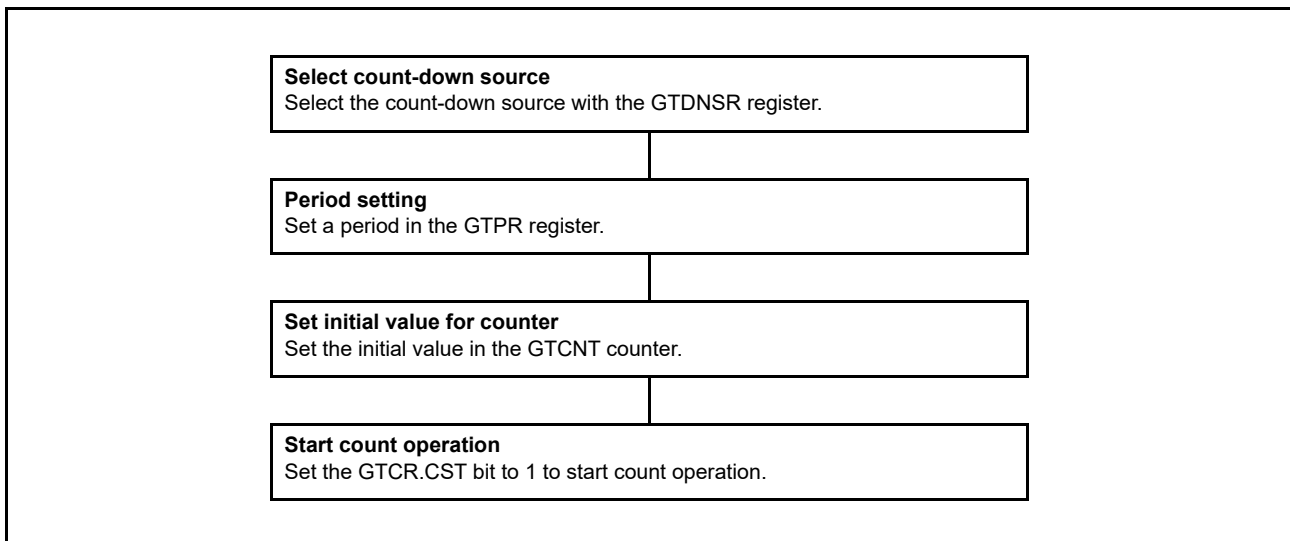 Select count-down source
Select the count-down source with the GTDNSR register.
Period setting
Set a period in the GTPR register.
Set initial value for counter
Set the initial value in the GTCNT counter.
Start count operation
Set the GTCR.CST bit to 1 to start count operation.